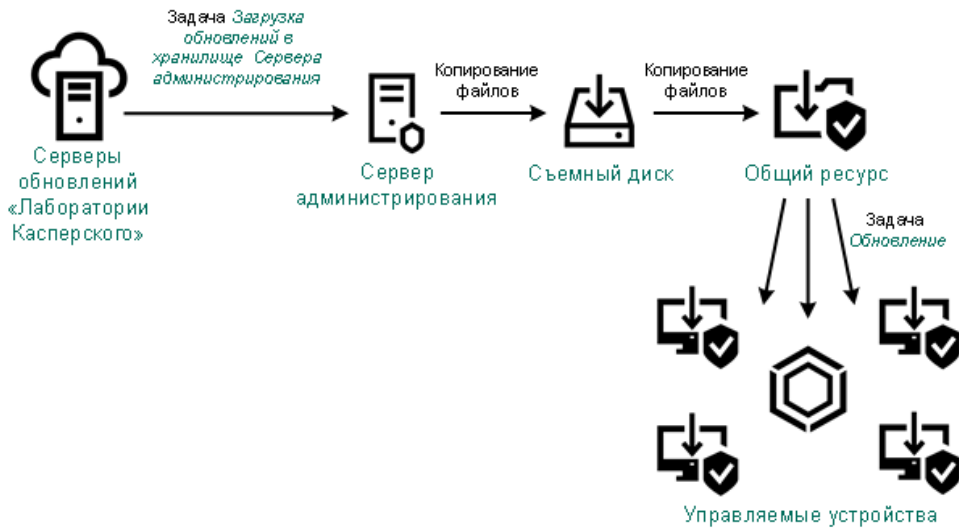 Задача Загрузка
обновлений в
хранилище Сервера
администрирования
Копирование
файлов
Копирование
файлов
Серверы
обновлений
«Лаборатории
Касперского»
Сервер
администрирования
Съемный диск
Общий ресурс
Задача
Обновление
Управляемые устройства